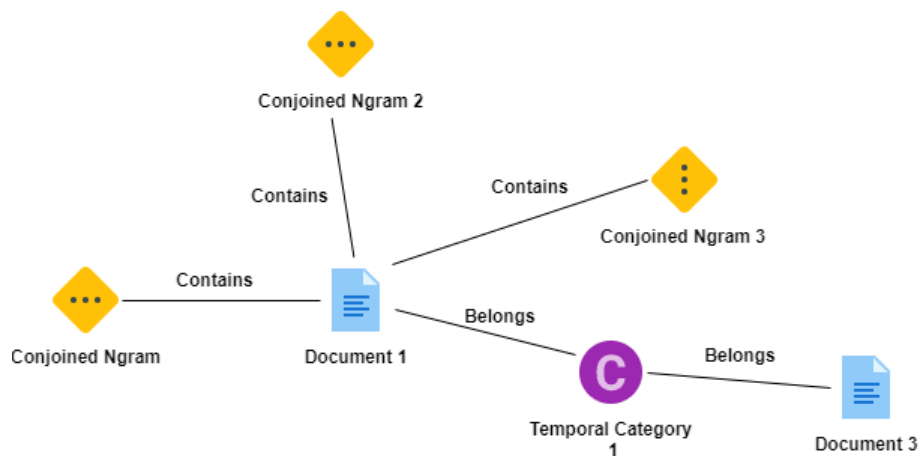 Conjoined Ngram 2
Contains
Contains
Conjoined Ngram 3
Contains
Conjoined Ngram
Document 1
Belongs
C
Belongs
Temporal Category
1
Document 3